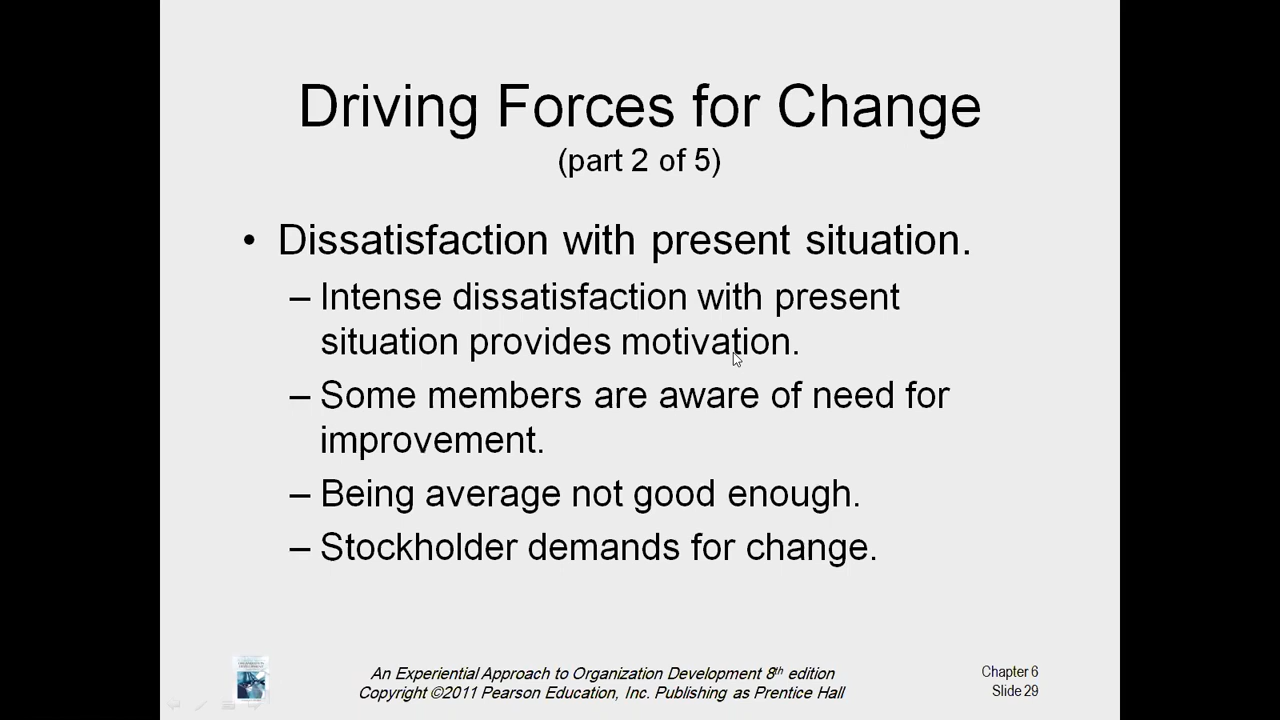 Driving Forces for Change
(part 2 of 5)
• Dissatisfaction with present situation.
– Intense dissatisfaction with present
situation provides motivation.
– Some members are aware of need for
improvement.
– Being average not good enough.
– Stockholder demands for change.
An Experiential Approach to Organization Development 8th edition
Copyright ©2011 Pearson Education, Inc. Publishing as Prentice Hall
Chapter 6
Slide 29